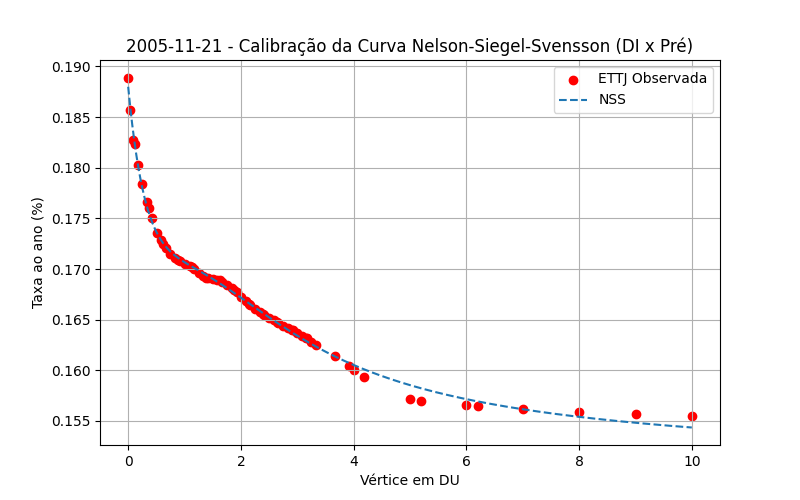 2005-11-21 - Calibração da Curva Nelson-Siegel-Svensson (DI x Pré)
ETTJ Observada
NSS
Taxa ao ano (%)
0.190
0.185
0.180
0.175
0.170
0.165
0.160
0.155
0 2 4 6 8 10
Vértice em DU